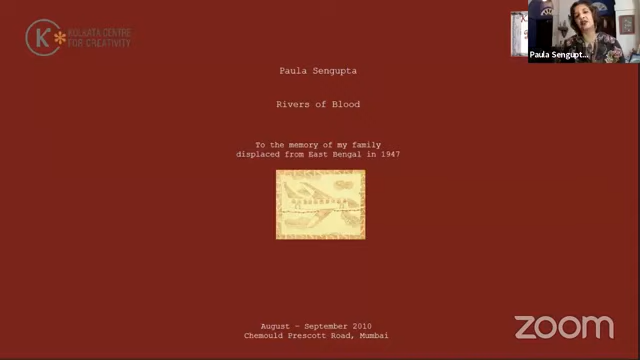 KOLKATA CENTRE
FOR CREATIVITY
Paula Sengupt...
Paula Sengupta
Rivers of Blood
To the memory of my family
displaced from East Bengal in 1947
August – September 2010
Chemould Prescott Road, Mumbai
zoom